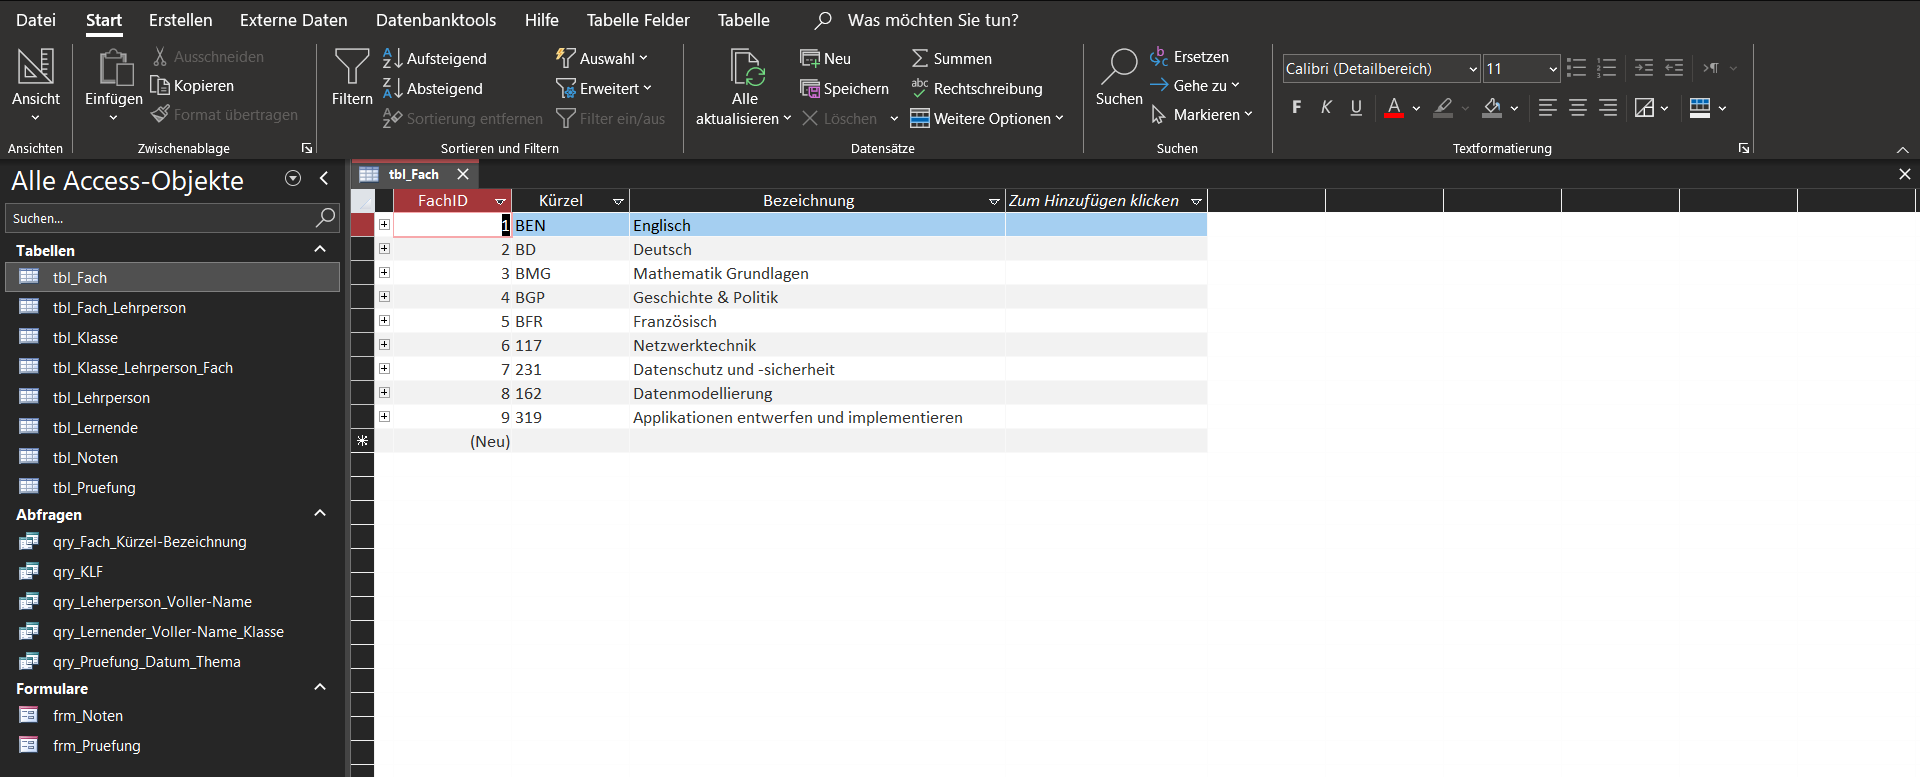 Datei Start Erstellen Externe Daten Datenbanktools Hilfe Tabelle Felder Tabelle Was möchten Sie tun?
Ansicht
Ansichten
Einfügen
Ausschneiden
Kopieren
Format übertragen
Zwischenablage
Filtern
Aufsteigend
Absteigend
Sortierung entfernen
Auswahl
Erweitert
Filter ein/aus
Sortieren und Filtern
Alle
aktualisieren
Neu
Speichern
Löschen
Summen
Rechtschreibung
Weitere Optionen
Datensätze
Suchen
Ersetzen
Gehe zu
Markieren
Suchen
Calibri (Detailbereich) 11
F K U A
Textformatierung
Alle Access-Objekte
Suchen...
Tabellen
tbl_Fach
tbl_Fach_Lehrperson
tbl_Klasse
tbl_Klasse_Lehrperson_Fach
tbl_Lehrperson
tbl_Lernende
tbl_Noten
tbl_Pruefung
Abfragen
qry_Fach_Kürzel-Bezeichnung
qry_KLF
qry_Leherperson_Voller-Name
qry_Lernender_Voller-Name_Klasse
qry_Pruefung_Datum_Thema
Formulare
frm_Noten
frm_Pruefung
tbl_Fach
FachID Kürzel Bezeichnung Zum Hinzufügen klicken
1 BEN Englisch
2 BD Deutsch
3 BMG Mathematik Grundlagen
4 BGP Geschichte & Politik
5 BFR Französisch
6 117 Netzwerktechnik
7 231 Datenschutz und -sicherheit
8 162 Datenmodellierung
9 319 Applikationen entwerfen und implementieren
(Neu)